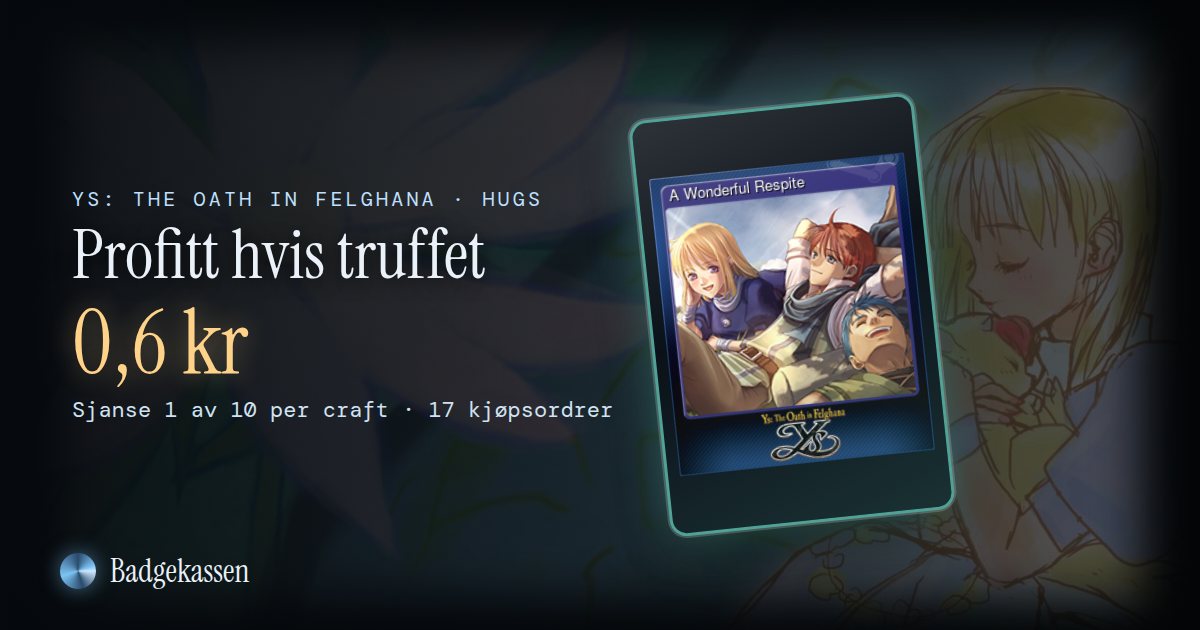 YS: THE OATH IN FELGHANA · HUGS
Profitt hvis truffet
0,6 kr
Sjanse 1 av 10 per craft · 17 kjøpsordrer
A Wonderful Respite
Ys: The Oath in Felghana
Ys
Badgekassen